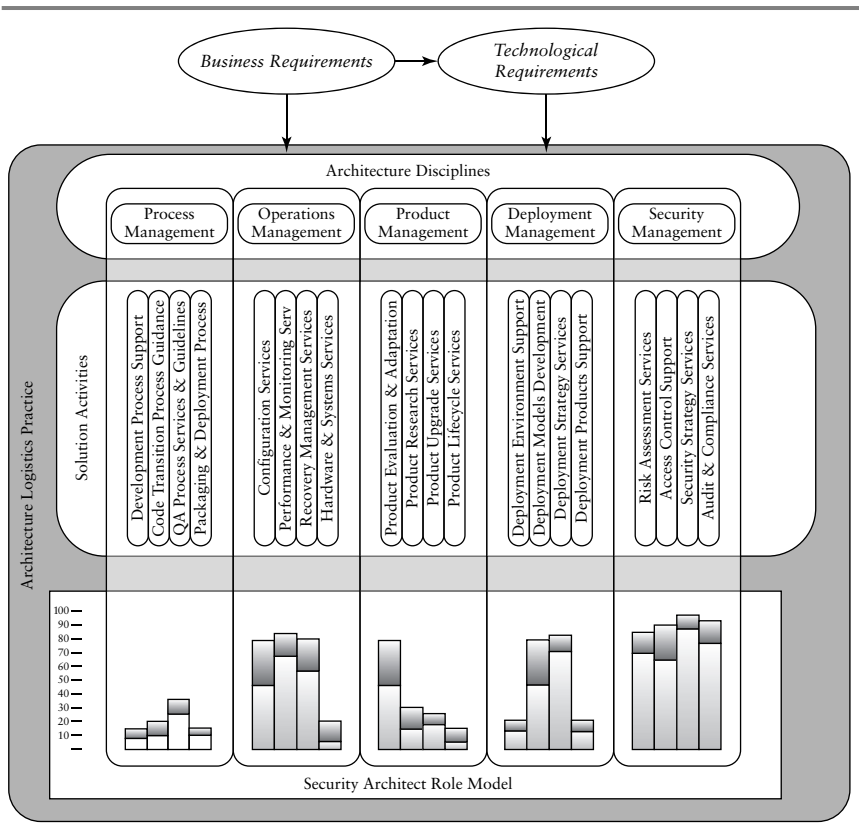 Business Requirements
Technological
Requirements
Architecture Disciplines
Process
Management
Operations
Management
Product
Management
Deployment
Management
Security
Management
Architecture Logistics Practice
Solution Activities
Development Process Support
Code Transition Process Guidance
QA Process Services & Guidelines
Packaging & Deployment Process
Configuration Services
Performance & Monitoring Serv
Recovery Management Services
Hardware & Systems Services
Product Evaluation & Adaptation
Product Research Services
Product Upgrade Services
Product Lifecycle Services
Deployment Environment Support
Deployment Models Development
Deployment Strategy Services
Deployment Products Support
Risk Assessment Services
Access Control Support
Security Strategy Services
Audit & Compliance Services
100
90
80
70
60
50
40
30
20
10
Security Architect Role Model